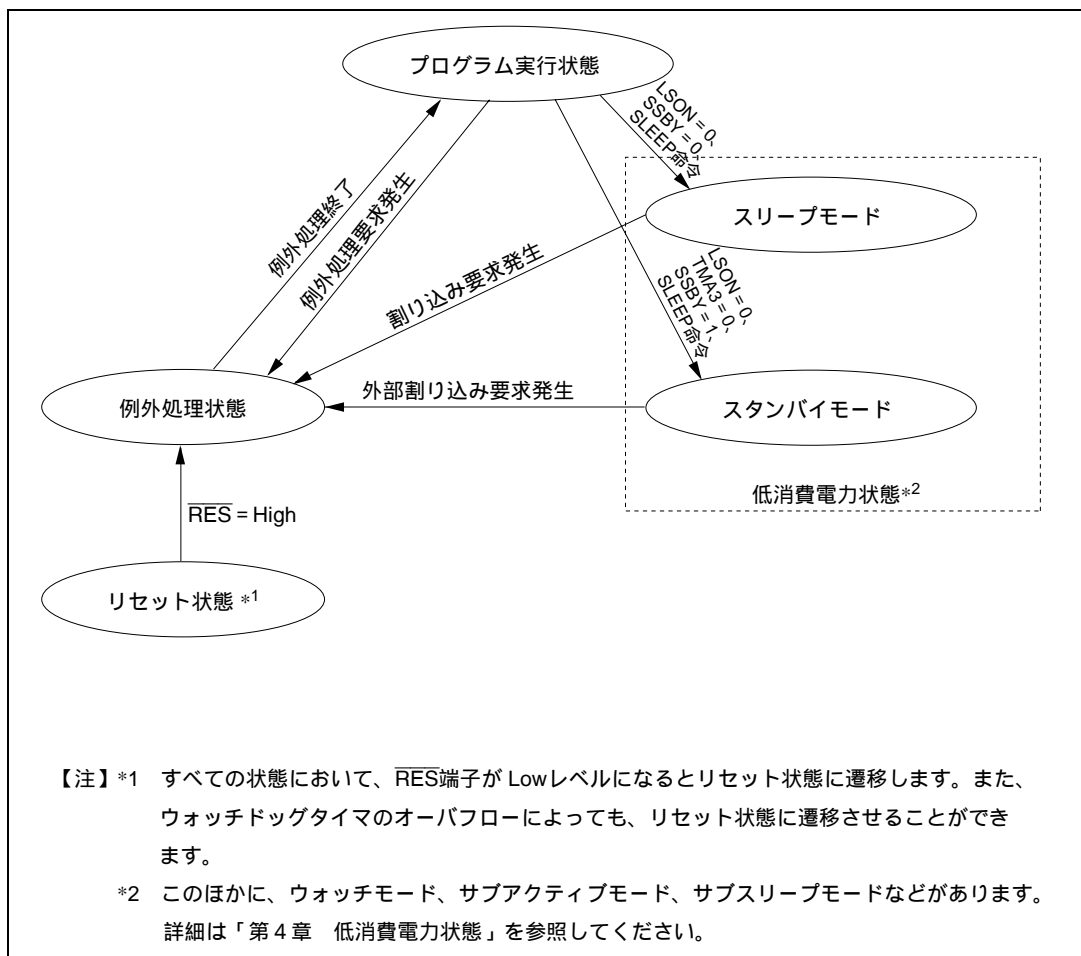 プログラム実行状態
LSON = 0、
SSBY = 0、
SLEEP命令
スリープモード
例外処理終了
例外処理要求発生
割り込み要求発生
LSON = 0、
TMA3 = 0、
SSBY = 1、
SLEEP命令
例外処理状態
外部割り込み要求発生
スタンバイモード
低消費電力状態*2
RES = High
リセット状態 *1
【注】*1 すべての状態において、RES端子が Lowレベルになるとリセット状態に遷移します。また、
ウォッチドッグタイマのオーバフローによっても、リセット状態に遷移させることができ
ます。
*2 このほかに、ウォッチモード、サブアクティブモード、サブスリープモードなどがあります。
詳細は「第4章 低消費電力状態」を参照してください。